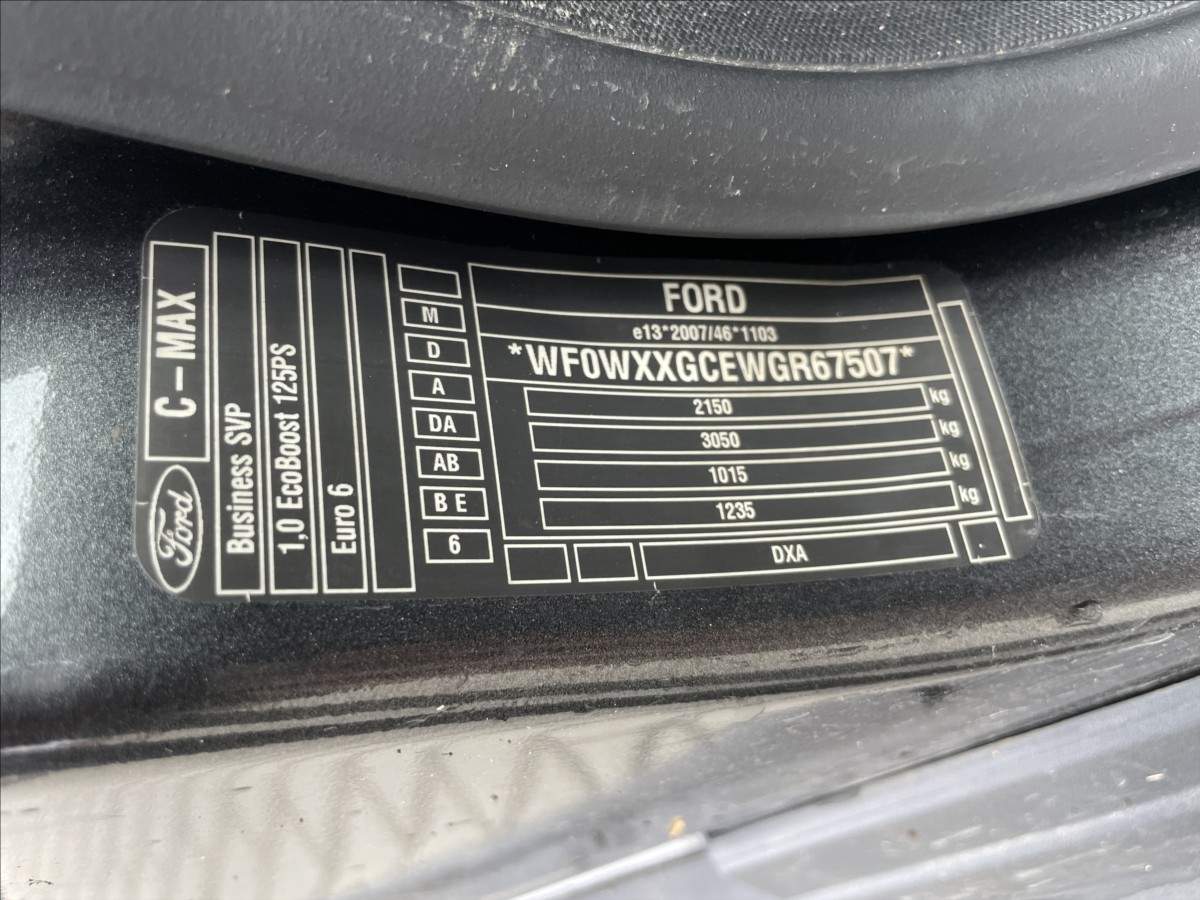 C-MAX
Ford
Business SVP
1,0 EcoBoost 125PS
Euro 6
M
D
A
DA
AB
B E
6
FORD
e13*2007/46*1103
*WF0WXXGCEWGR67507*
2150 kg
3050 kg
1015 kg
1235 kg
DXA